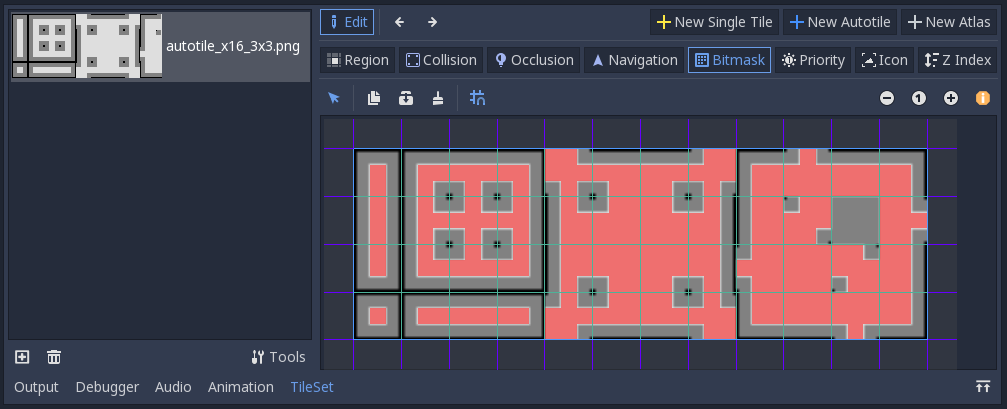 autotile_x16_3x3.png
Edit
New Single Tile
New Autotile
New Atlas
Region
Collision
Occlusion
Navigation
Bitmask
Priority
Icon
Z Index
1
Tools
Output
Debugger
Audio
Animation
TileSet